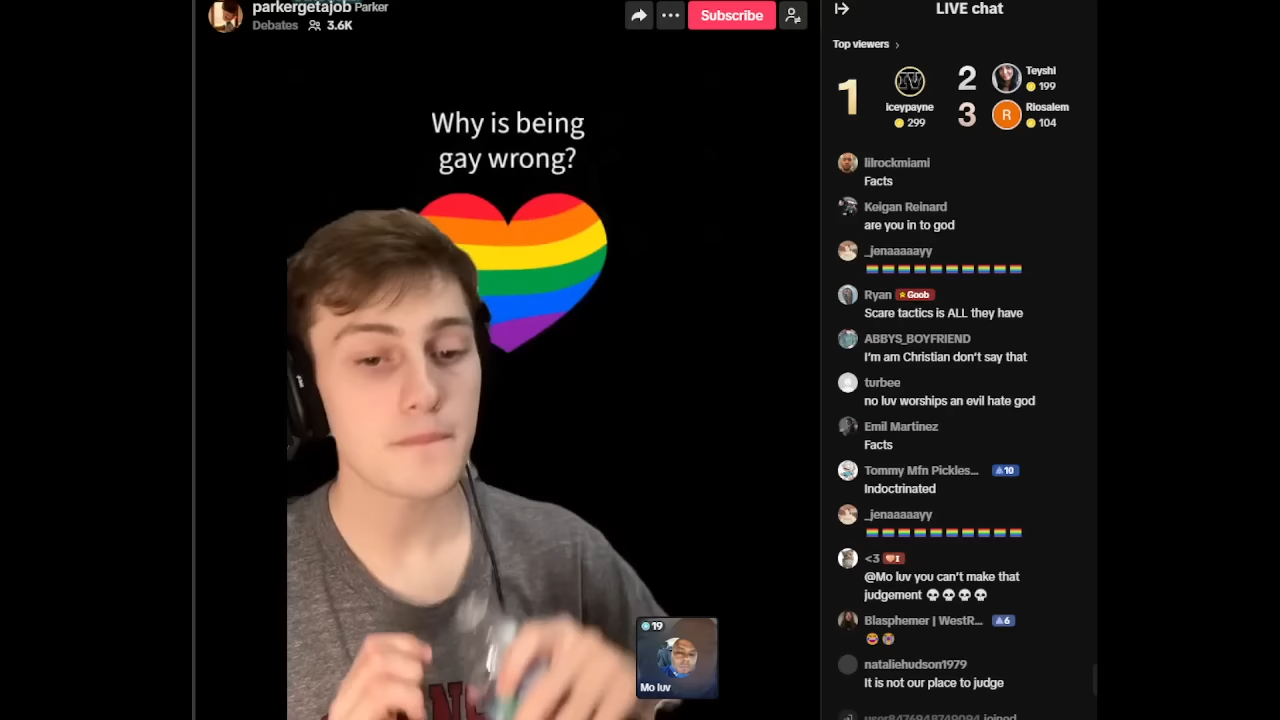 parkergetajob Parker
Debates 3.6K
Subscribe
LIVE chat
Top viewers
1
IV
Iceypayne
299
2
Teyshi
199
3
R
Riosalem
104
Why is being
gay wrong?
lilrockmiami
Facts
Keigan Reinard
are you in to god
_jenaaaaayy
Ryan Goob
Scare tactics is ALL they have
ABBYS_BOYFRIEND
I'm am Christian don't say that
turbee
no luv worships an evil hate god
Emil Martinez
Facts
Tommy Mfn Pickles... 10
Indoctrinated
_jenaaaaayy
<3 I
@Mo luv you can't make that
judgement
Blasphemer | WestR... 6
nataliehudson1979
It is not our place to judge
19
Mo luv